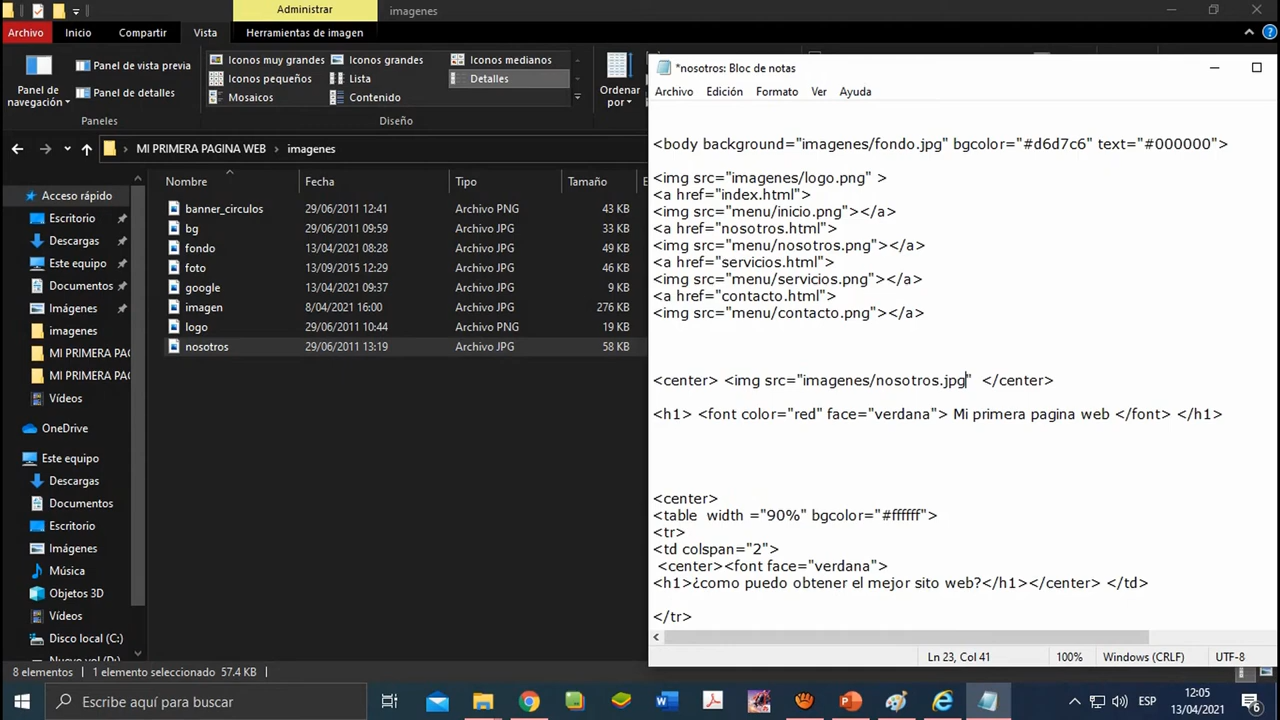 Administrar
imagenes
Archivo
Inicio
Compartir
Vista
Herramientas de imagen
Panel de navegación
Panel de vista previa
Panel de detalles
Paneles
Iconos muy grandes
Iconos grandes
Iconos medianos
Iconos pequeños
Lista
Detalles
Mosaicos
Contenido
Diseño
Ordenar por
MI PRIMERA PAGINA WEB
imagenes
Acceso rápido
Escritorio
Descargas
Este equipo
Documentos
Imágenes
imagenes
MI PRIMERA PAG
MI PRIMERA PAG
Vídeos
OneDrive
Este equipo
Descargas
Documentos
Escritorio
Imágenes
Música
Objetos 3D
Vídeos
Disco local (C:)
Nombre Fecha Tipo Tamaño
banner_circulos 29/06/2011 12:41 Archivo PNG 43 KB
bg 29/06/2011 09:59 Archivo JPG 33 KB
fondo 13/04/2021 08:28 Archivo JPG 49 KB
foto 13/09/2015 12:29 Archivo JPG 46 KB
google 13/04/2021 09:37 Archivo JPG 9 KB
imagen 8/04/2021 16:00 Archivo JPG 276 KB
logo 29/06/2011 10:44 Archivo PNG 19 KB
nosotros 29/06/2011 13:19 Archivo JPG 58 KB
8 elementos 1 elemento seleccionado 57.4 KB
*nosotros: Bloc de notas
Archivo Edición Formato Ver Ayuda
<body background="imagenes/fondo.jpg" bgcolor="#d6d7c6" text="#000000">
<img src="imagenes/logo.png" >
<a href="index.html">
<img src="menu/inicio.png"></a>
<a href="nosotros.html">
<img src="menu/nosotros.png"></a>
<a href="servicios.html">
<img src="menu/servicios.png"></a>
<a href="contacto.html">
<img src="menu/contacto.png"></a>
<center> <img src="imagenes/nosotros.jpg"  </center>
<h1> <font color="red" face="verdana"> Mi primera pagina web </font> </h1>
<center>
<table  width ="90%" bgcolor="#ffffff">
<tr>
<td colspan="2">
<center><font face="verdana">
<h1>¿como puedo obtener el mejor sito web?</h1></center> </td>
</tr>
Ln 23, Col 41 100% Windows (CRLF) UTF-8
Escribe aquí para buscar
ESP
12:05
13/04/2021
6